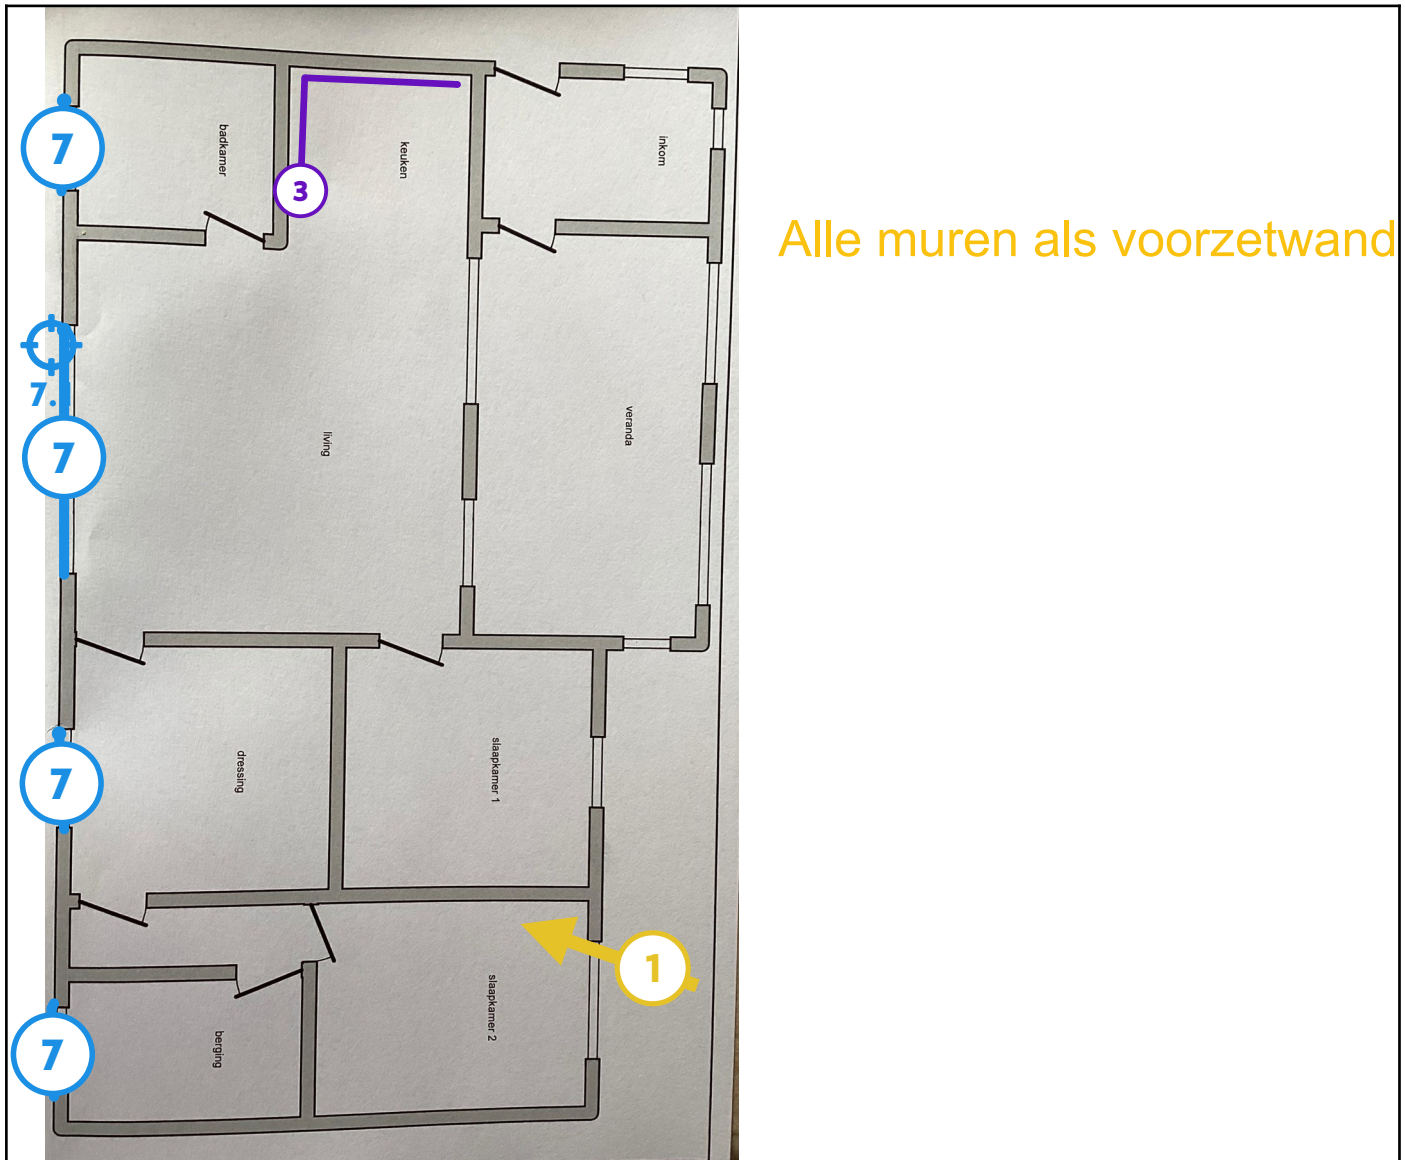 badkamer
keuken
inkom
7
3
Alle muren als voorzetwand
7.
7
living
veranda
7
dressing
slaapkamer 1
1
7
berging
slaapkamer 2